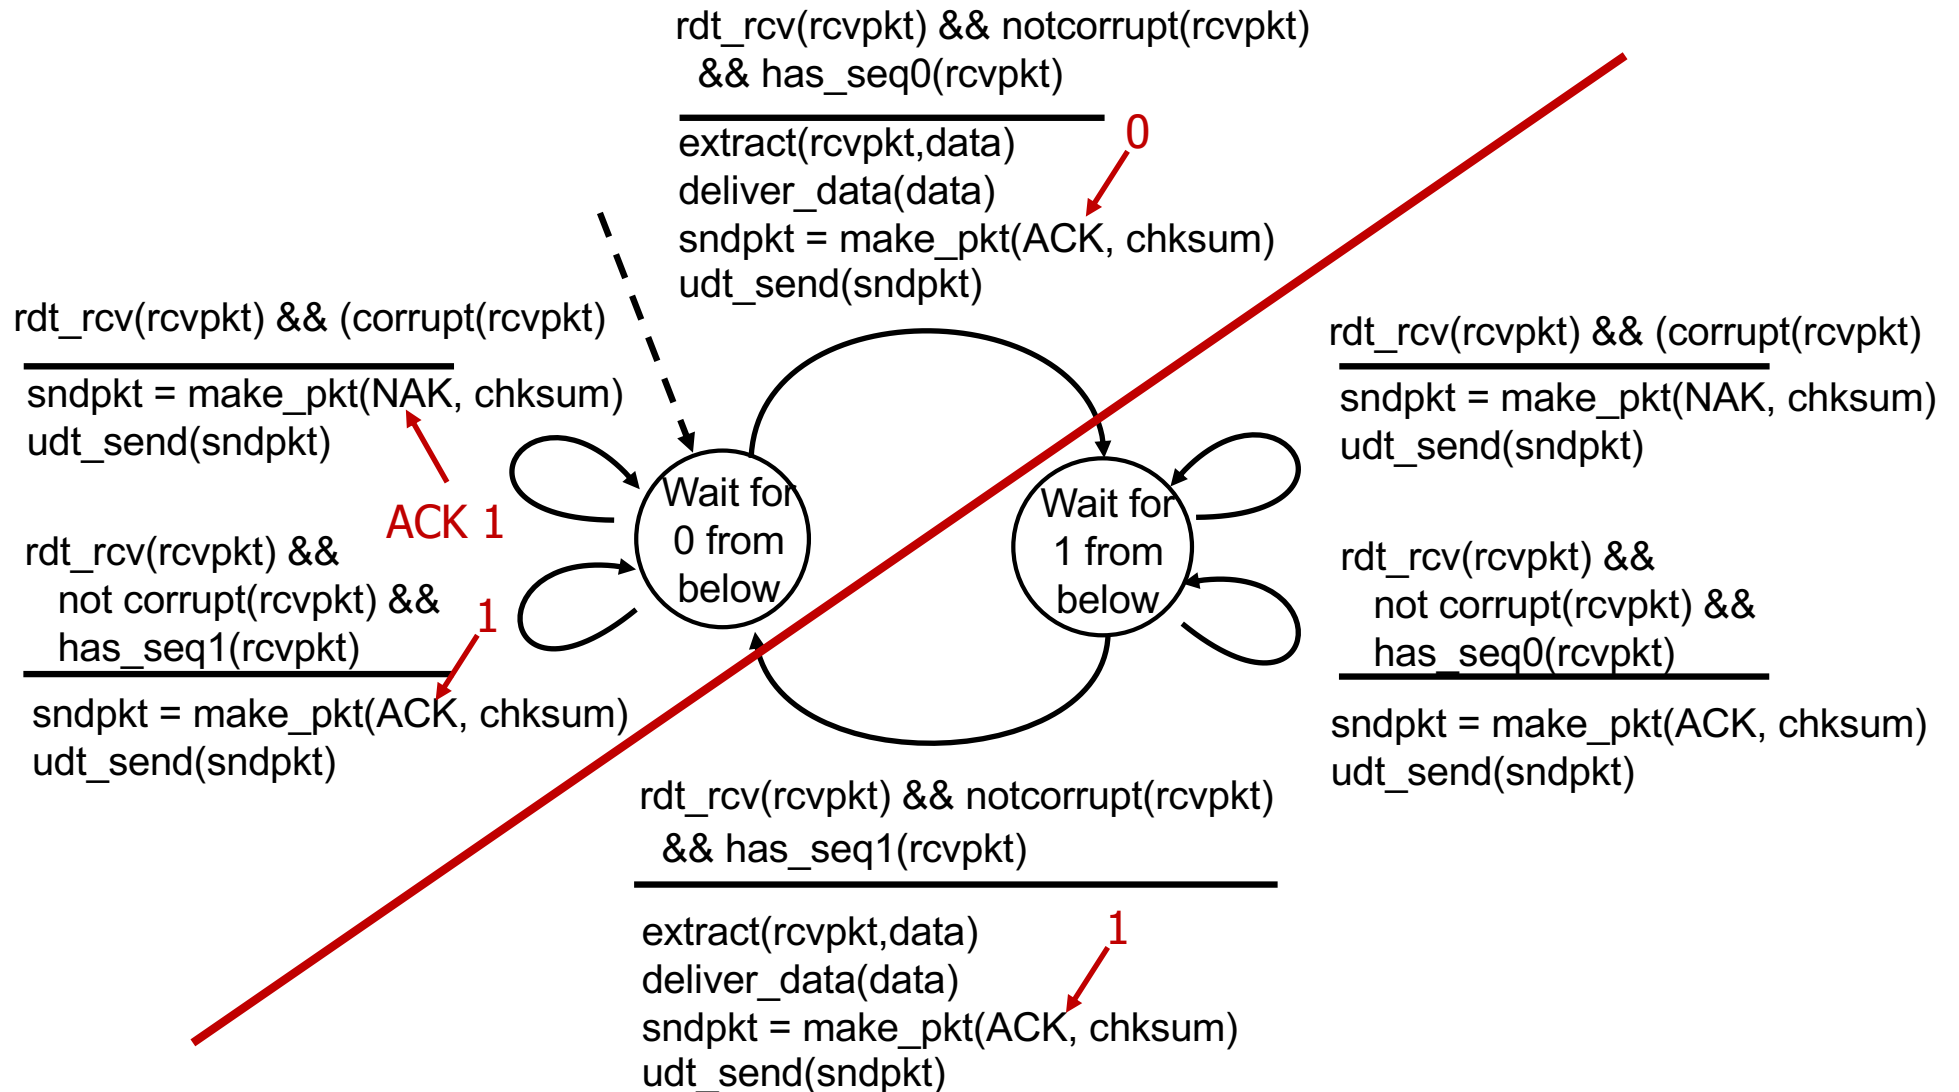 rdt_rcv(rcvpkt) && notcorrupt(rcvpkt)
&& has_seq0(rcvpkt)
extract(rcvpkt,data)
deliver_data(data)
sndpkt = make_pkt(ACK, chksum)
udt_send(sndpkt)
0
rdt_rcv(rcvpkt) && (corrupt(rcvpkt)
sndpkt = make_pkt(NAK, chksum)
udt_send(sndpkt)
ACK 1
rdt_rcv(rcvpkt) &&
not corrupt(rcvpkt) &&
has_seq1(rcvpkt)
1
sndpkt = make_pkt(ACK, chksum)
udt_send(sndpkt)
Wait for
0 from
below
Wait for
1 from
below
rdt_rcv(rcvpkt) && (corrupt(rcvpkt)
sndpkt = make_pkt(NAK, chksum)
udt_send(sndpkt)
rdt_rcv(rcvpkt) &&
not corrupt(rcvpkt) &&
has_seq0(rcvpkt)
sndpkt = make_pkt(ACK, chksum)
udt_send(sndpkt)
rdt_rcv(rcvpkt) && notcorrupt(rcvpkt)
&& has_seq1(rcvpkt)
extract(rcvpkt,data)
deliver_data(data)
sndpkt = make_pkt(ACK, chksum)
udt_send(sndpkt)
1